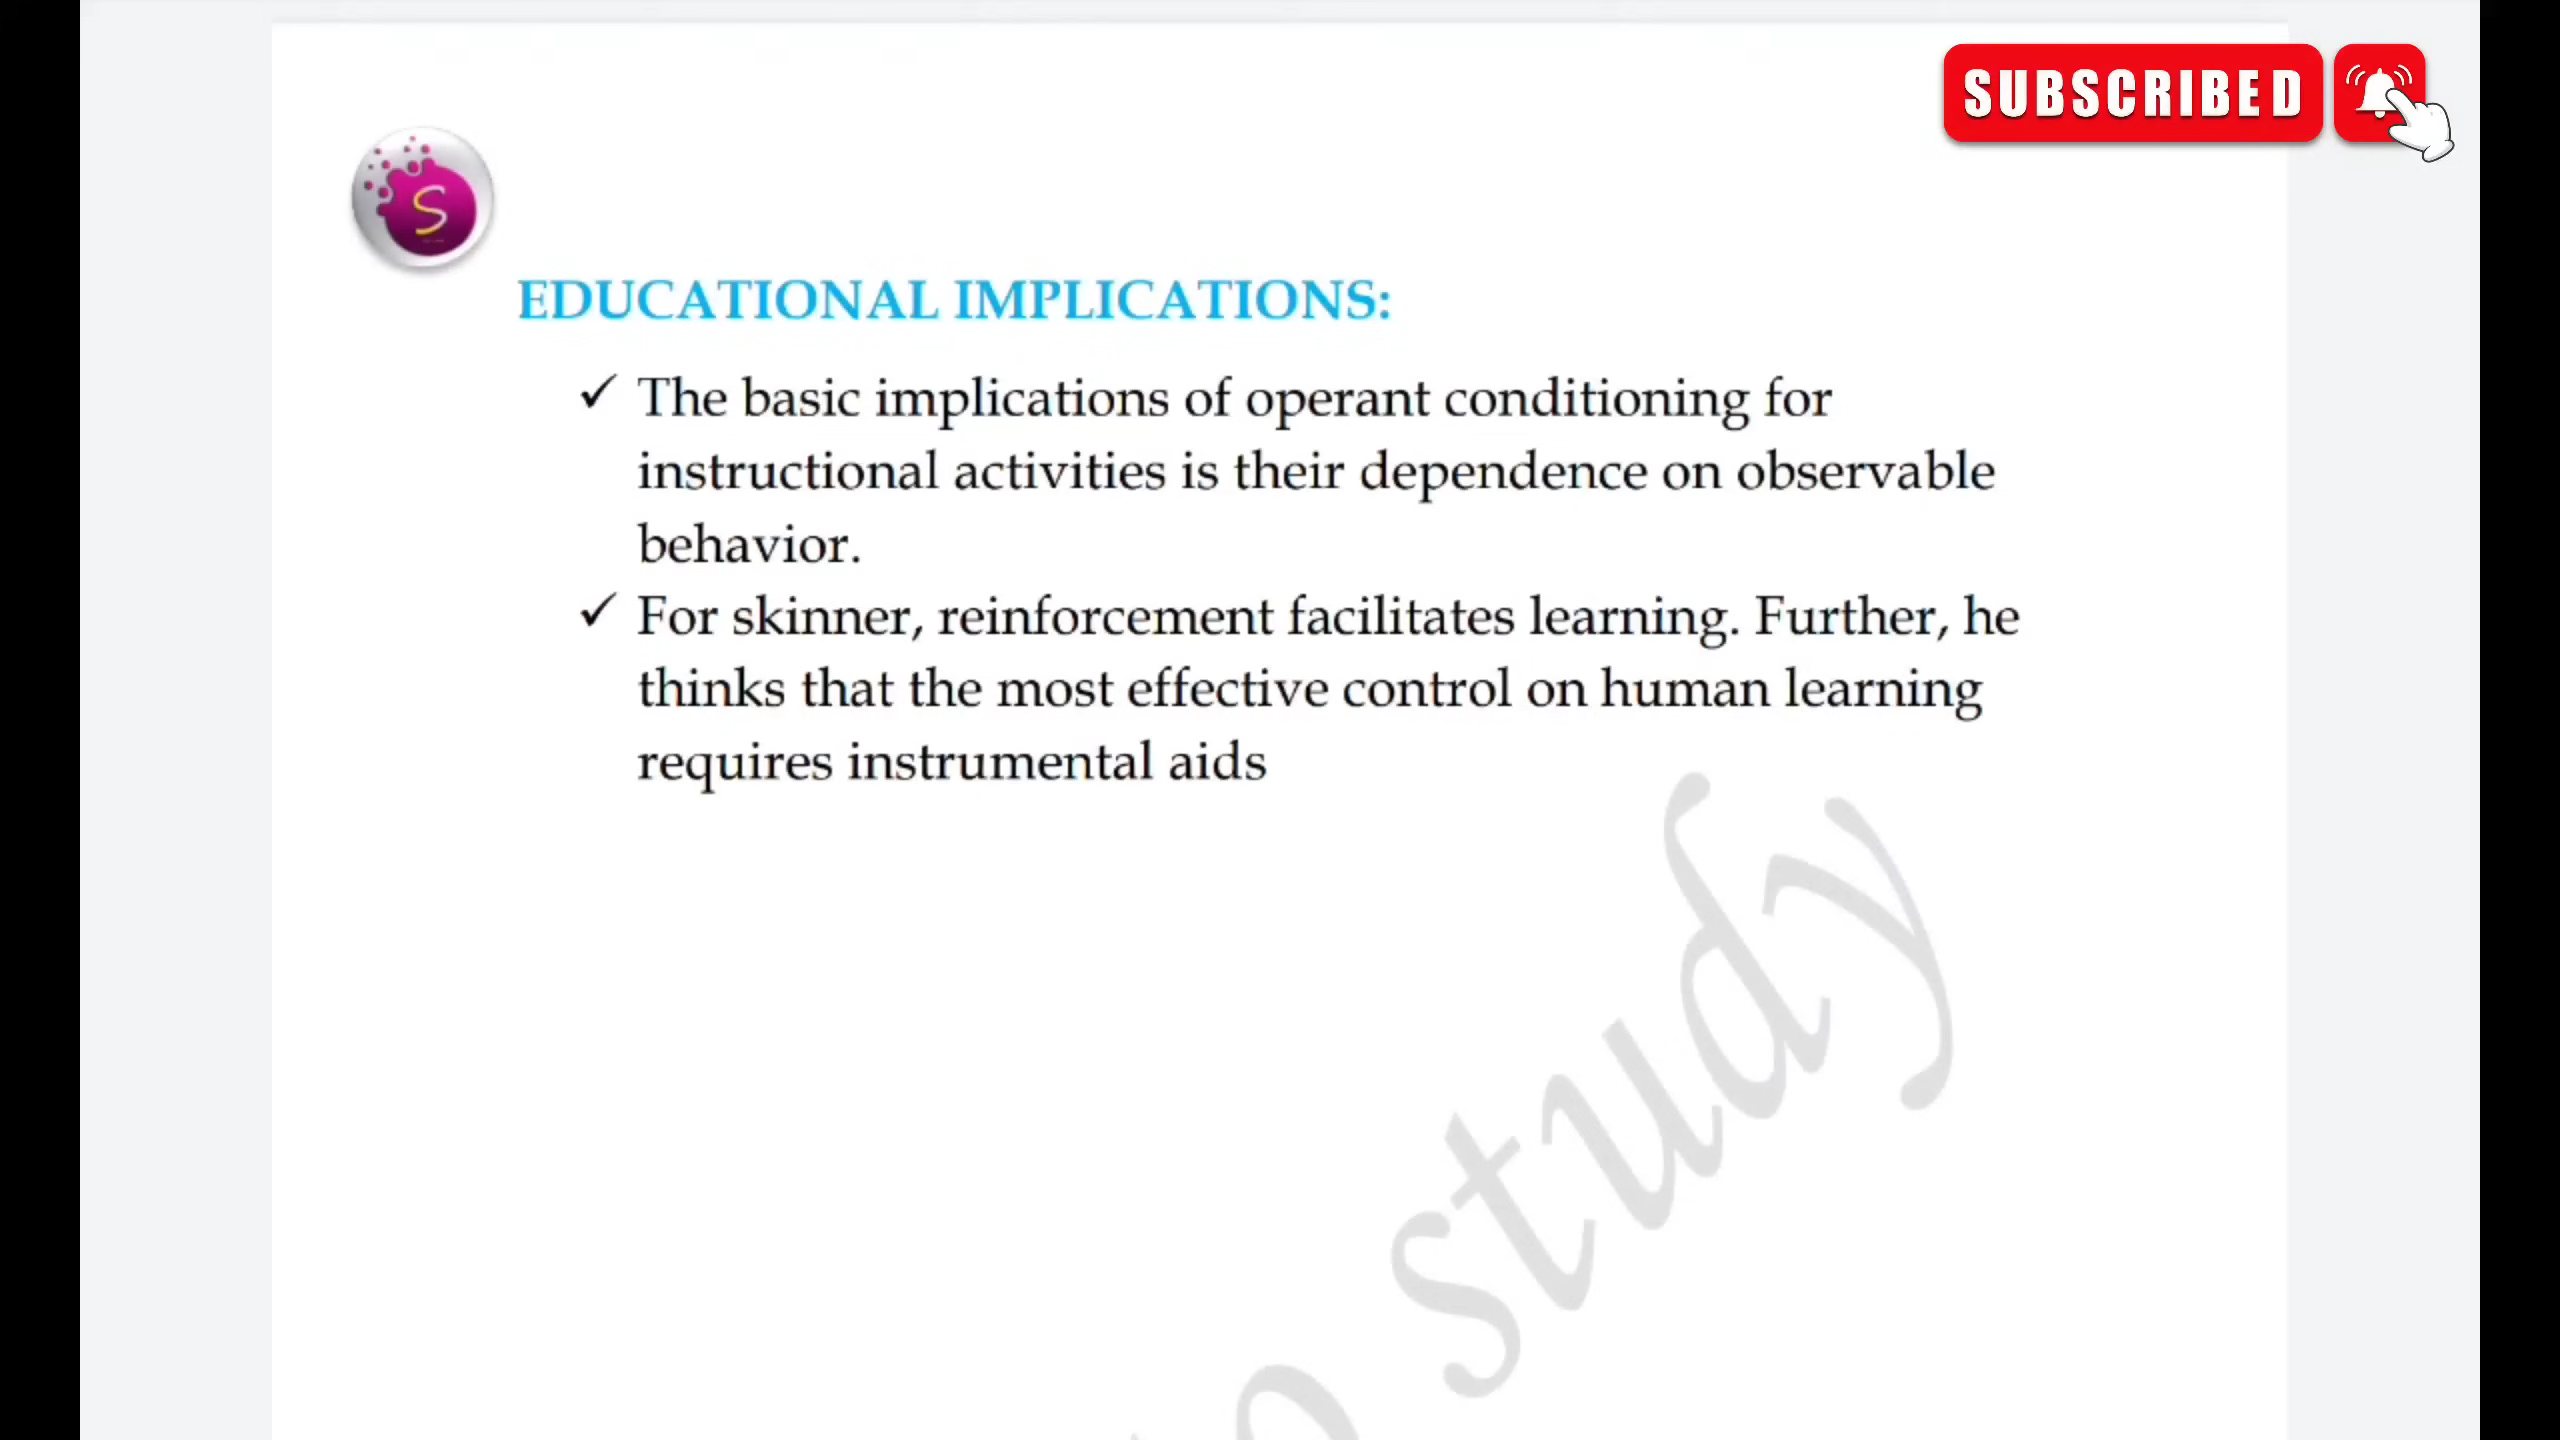 SUBSCRIBED
S
EDUCATIONAL IMPLICATIONS:
✓ The basic implications of operant conditioning for
instructional activities is their dependence on observable
behavior.
✓ For skinner, reinforcement facilitates learning. Further, he
thinks that the most effective control on human learning
requires instrumental aids
study